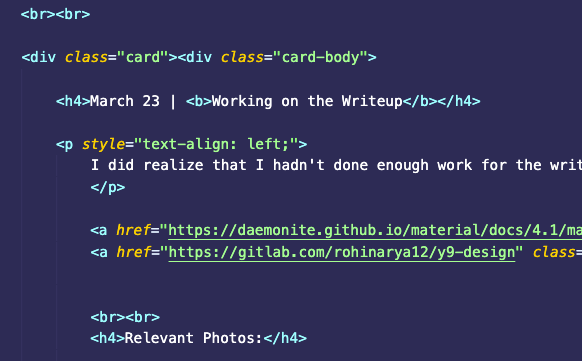 <br><br>
<div class="card"><div class="card-body">
<h4>March 23 | <b>Working on the Writeup</b></h4>
<p style="text-align: left;">
I did realize that I hadn't done enough work for the writ
</p>
<a href="https://daemonite.github.io/material/docs/4.1/ma
<a href="https://gitlab.com/rohinarya12/y9-design" class=
<br><br>
<h4>Relevant Photos:</h4>